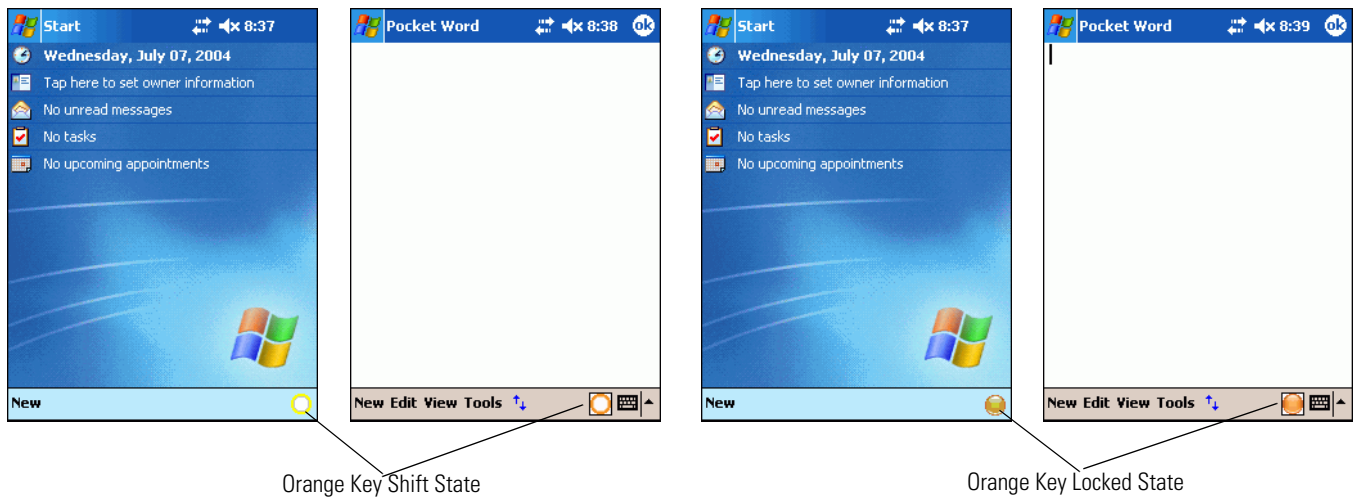 Start 8:37
Wednesday, July 07, 2004
Tap here to set owner information
No unread messages
No tasks
No upcoming appointments
New
Pocket Word 8:38 ok
New Edit View Tools
Orange Key Shift State
Start 8:37
Wednesday, July 07, 2004
Tap here to set owner information
No unread messages
No tasks
No upcoming appointments
New
Pocket Word 8:39 ok
New Edit View Tools
Orange Key Locked State